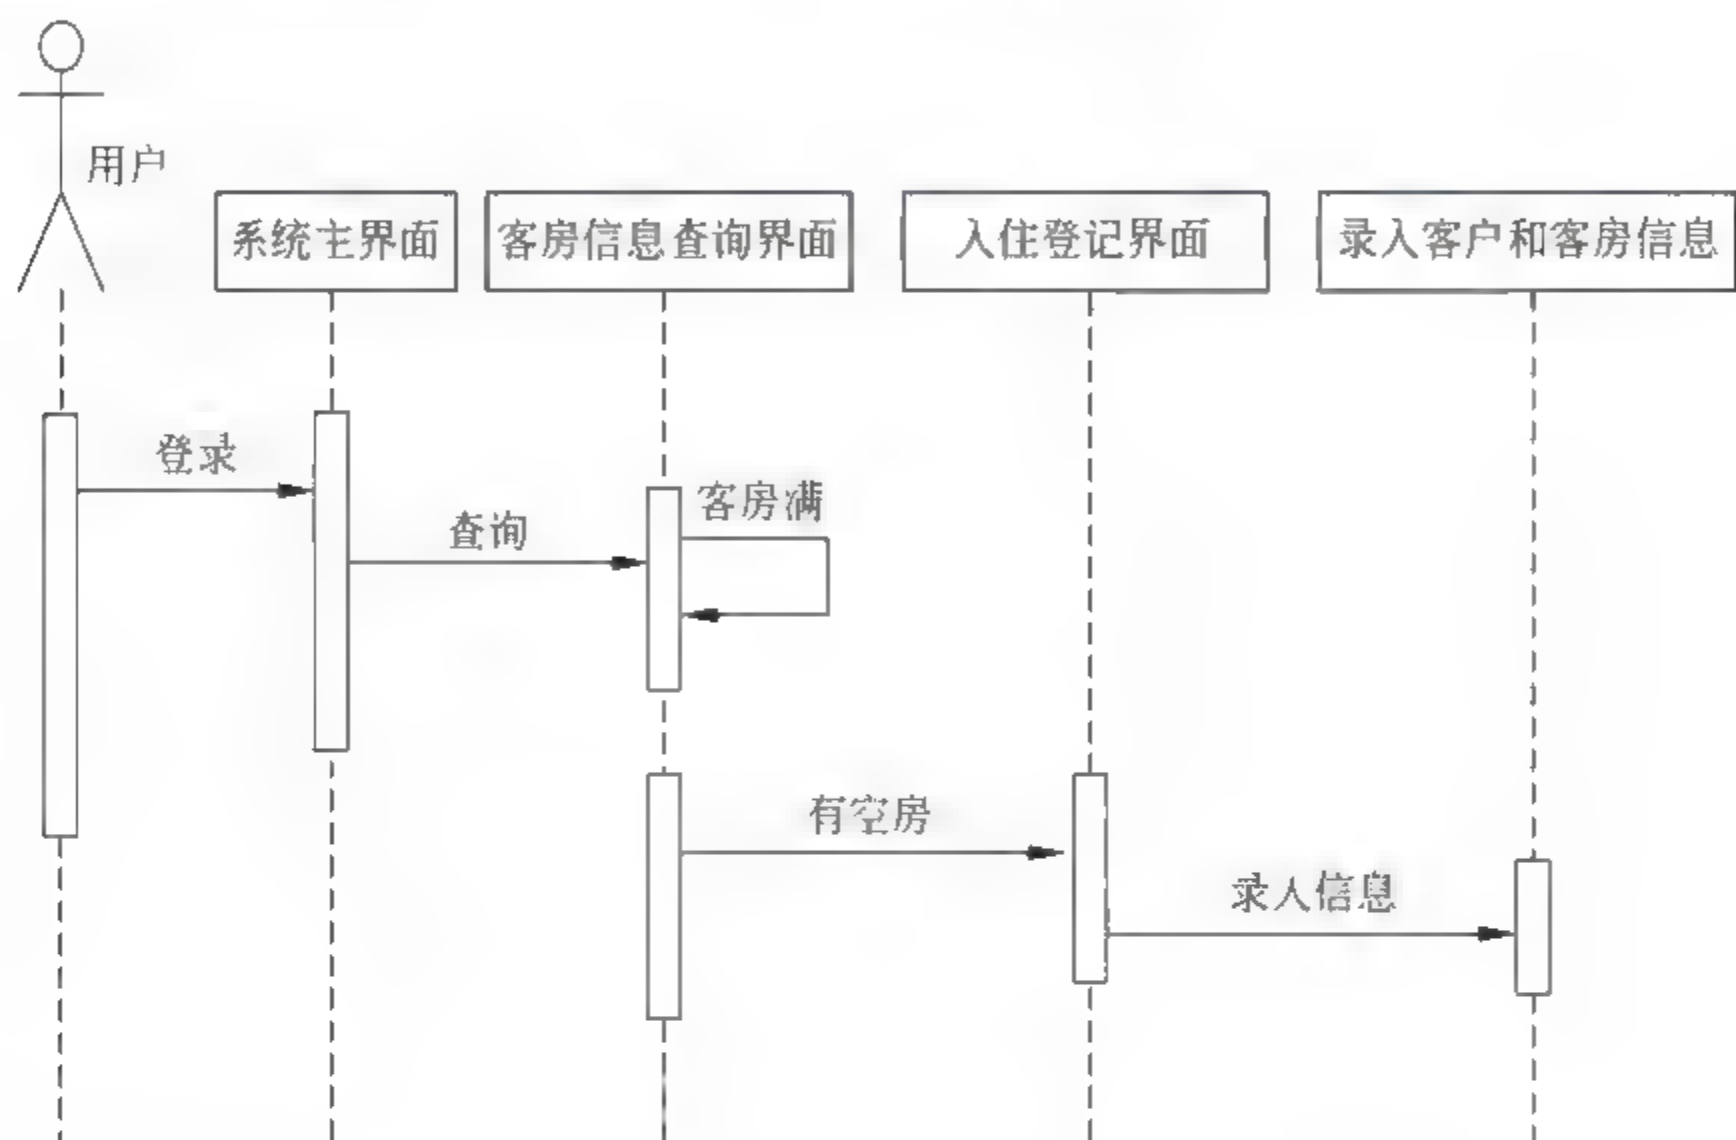 用户
系统主界面
客房信息查询界面
入住登记界面
录入客户和客房信息
登录
客房满
查询
有空房
录人信息